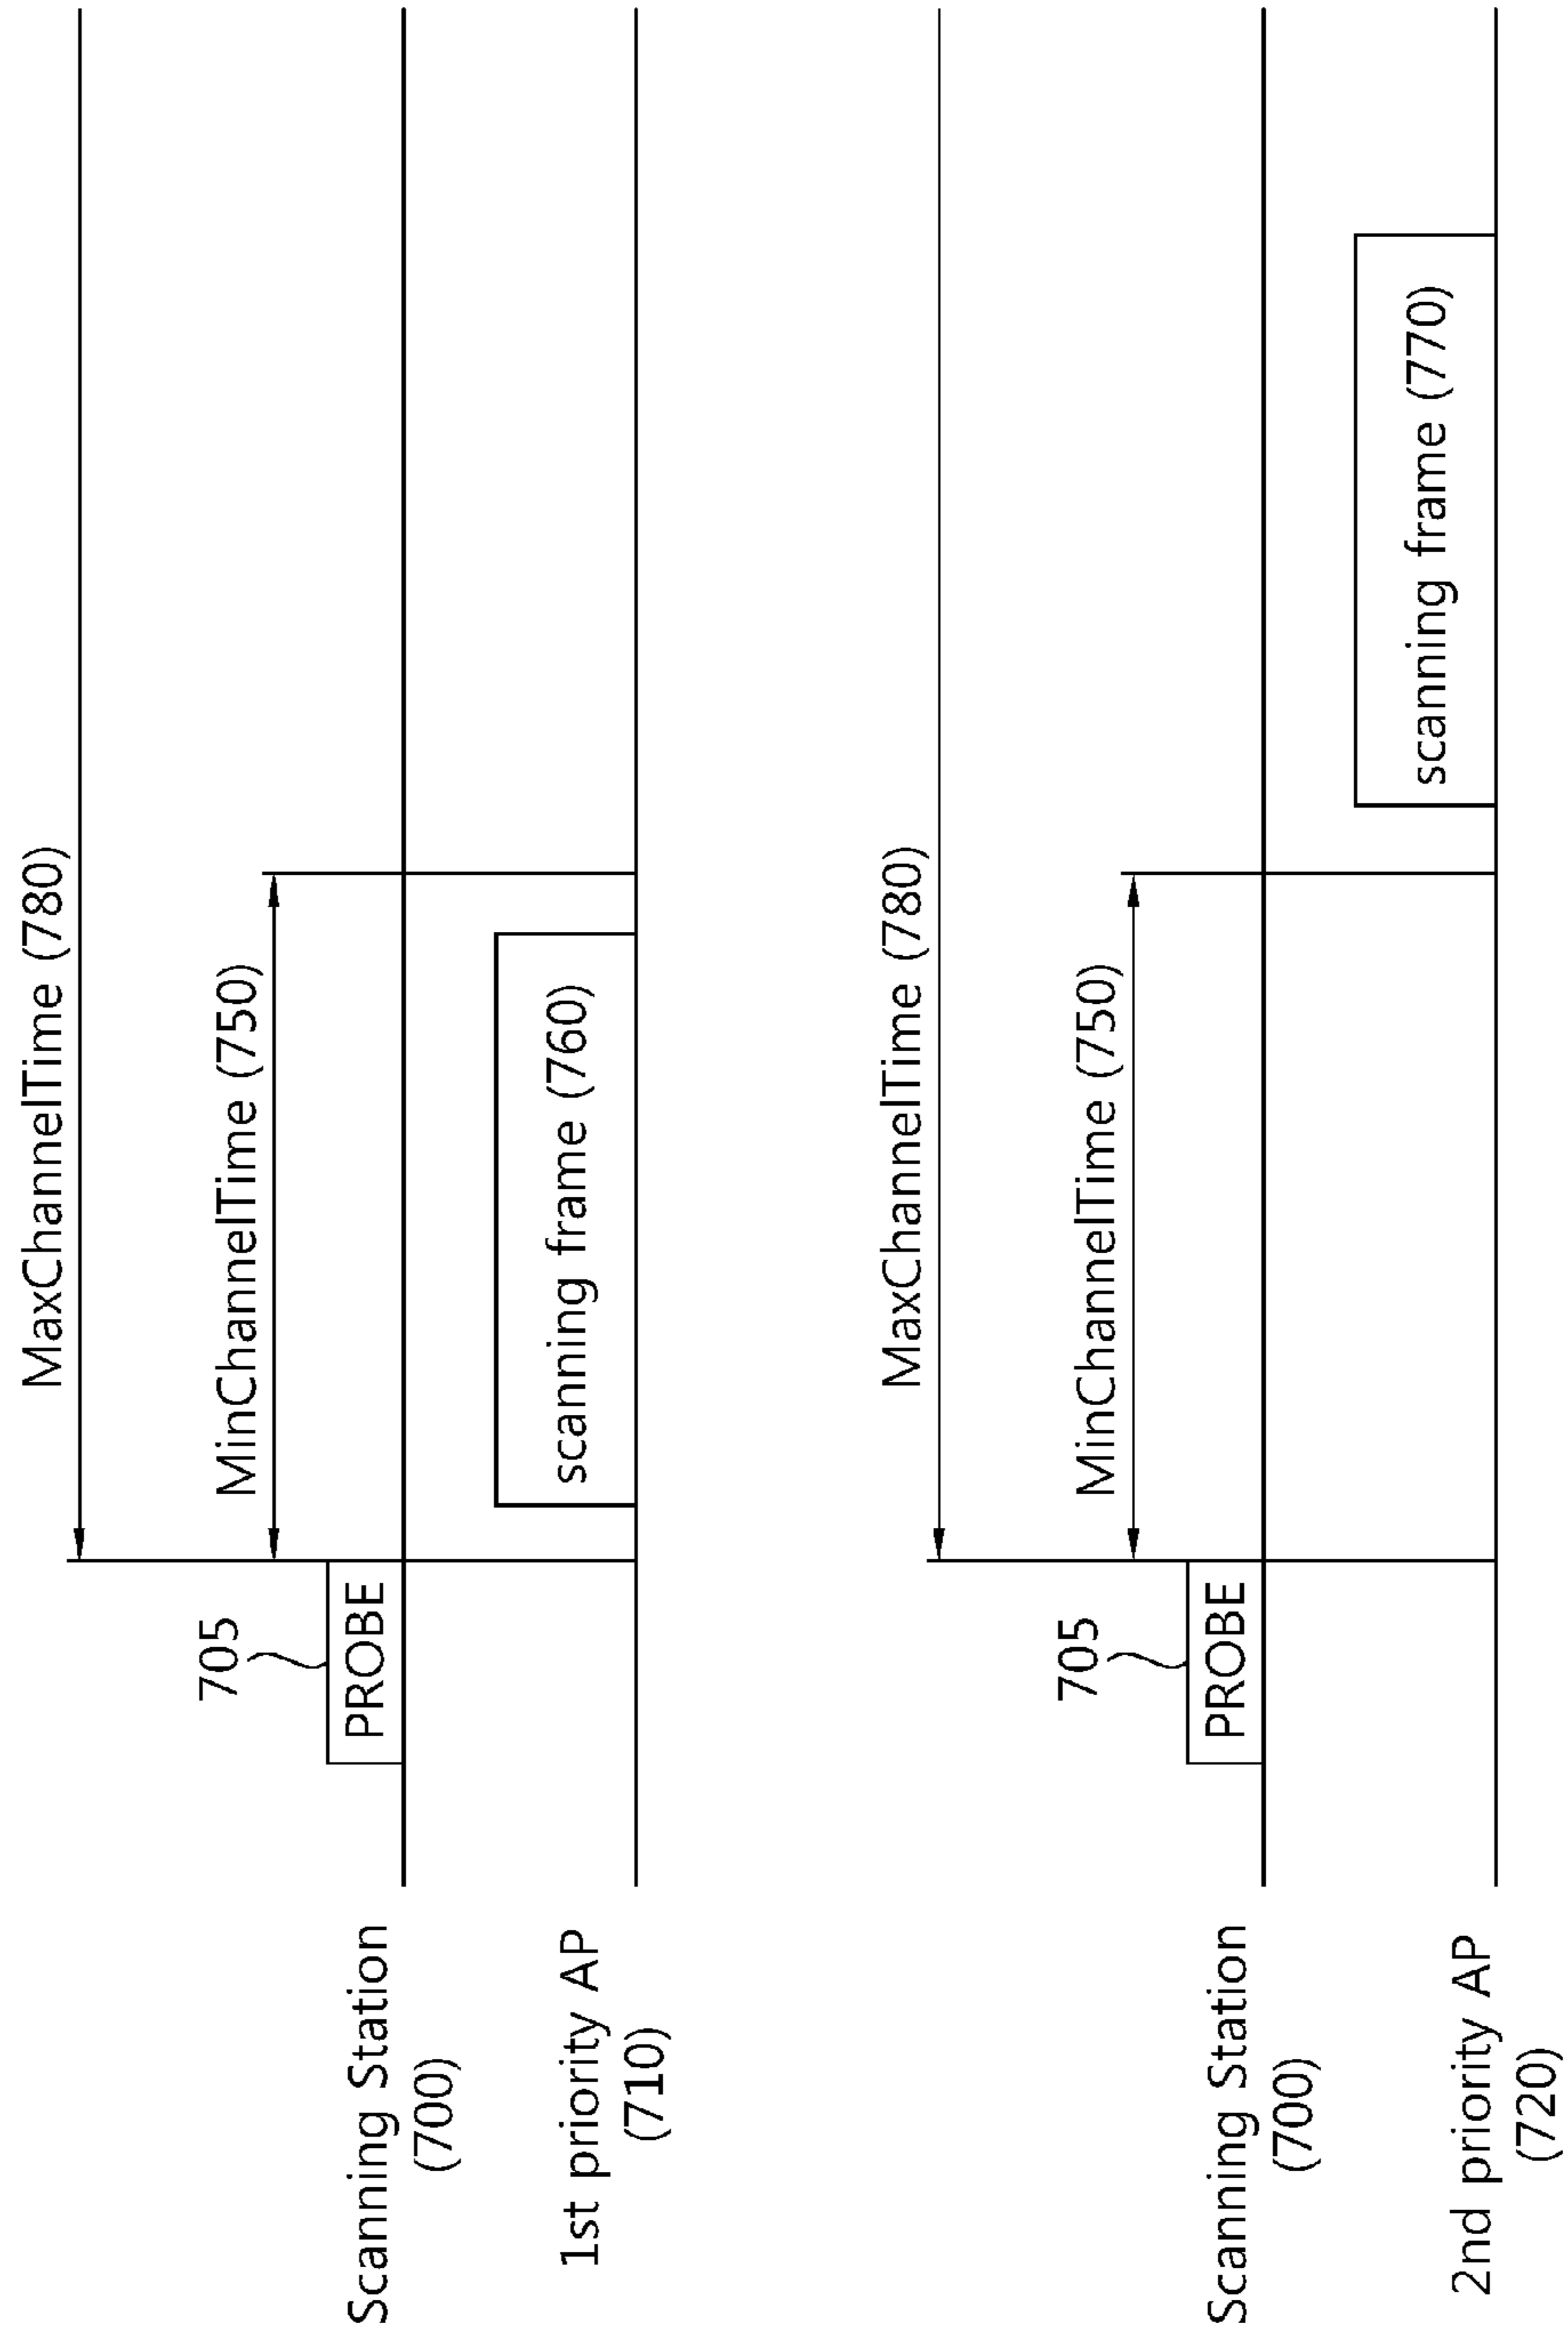 MaxChannelTime (780)
MinChannelTime (750)
705
PROBE
Scanning Station
(700)
scanning frame (760)
1st priority AP
(710)
MaxChannelTime (780)
MinChannelTime (750)
705
PROBE
Scanning Station
(700)
scanning frame (770)
2nd priority AP
(720)